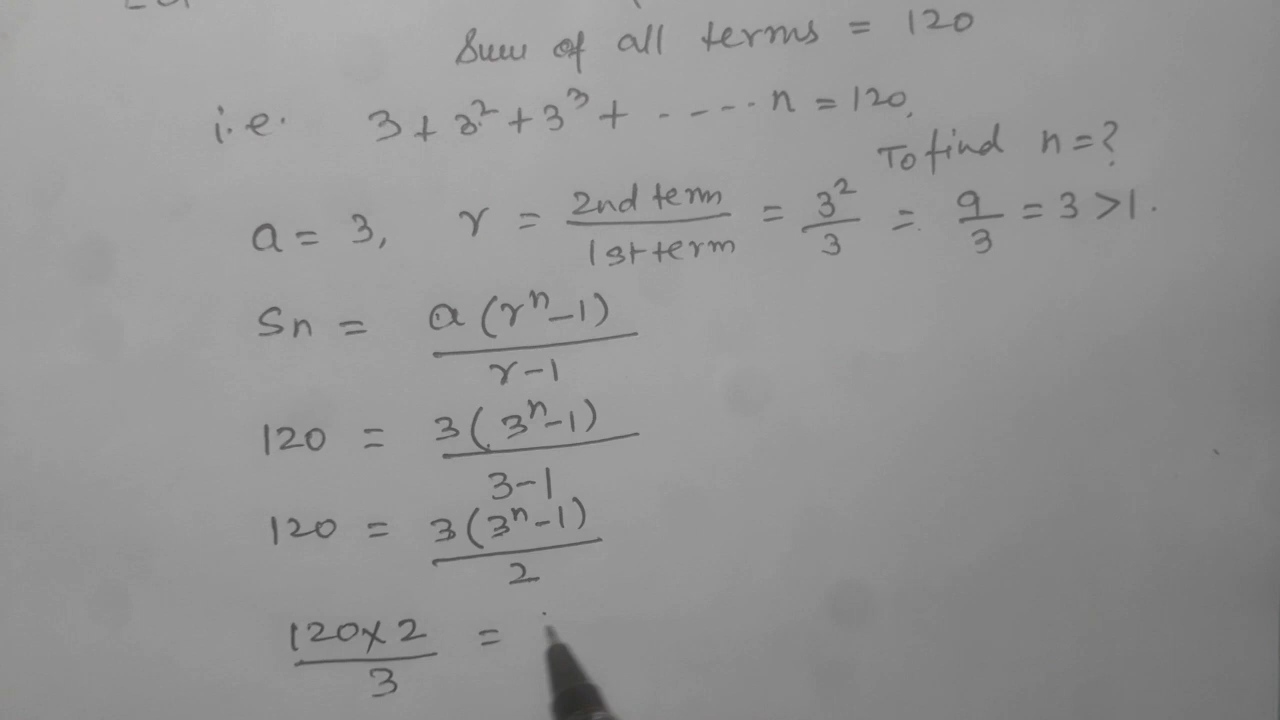 Sum of all terms = 120
i.e. 3 + 3² + 3³ + ----- n = 120.
To find n = ?
a = 3, r = 2nd term / 1st term = 3² / 3 = 9 / 3 = 3 > 1.
Sn = a (rⁿ - 1) / r - 1
120 = 3 ( 3ⁿ - 1) / 3 - 1
120 = 3 (3ⁿ - 1) / 2
120 x 2 / 3 =